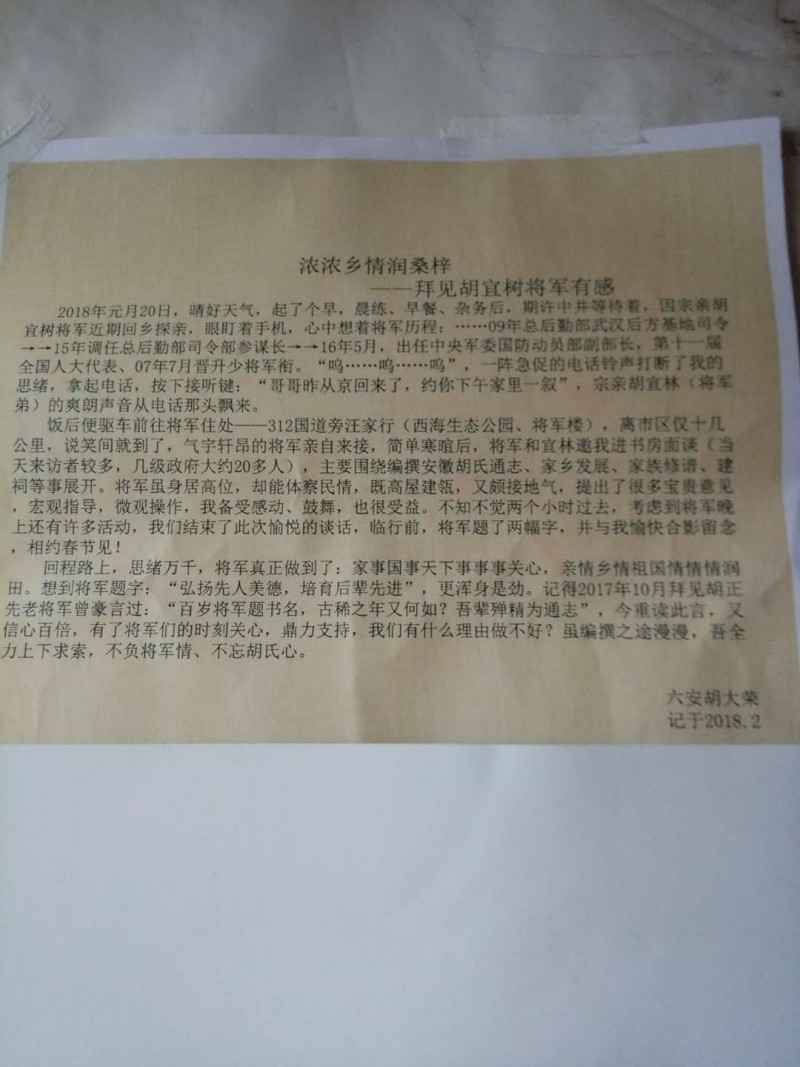 浓浓乡情润桑梓
——拜见胡宜树将军有感
2018年元月20日，晴好天气，起了个早，晨练、早餐、杂务后，期许中并等待着，因宗亲胡
宜树将军近期回乡探亲，眼盯着手机，心中想着将军历程：……09年总后勤部武汉后方基地司令
→→15年调任总后勤部司令部参谋长→→16年5月，出任中央军委国防动员部副部长，第十一届
全国人大代表、07年7月晋升少将军衔。“呜……呜……呜”，一阵急促的电话铃声打断了我的
思绪，拿起电话，按下接听键：“哥哥昨从京回来了，约你下午家里一叙”，宗亲胡宜林（将军
弟）的爽朗声音从电话那头飘来。
饭后便驱车前往将军住处——312国道旁汪家行（西海生态公园、将军楼），离市区仅十几
公里，说笑间就到了，气宇轩昂的将军亲自来接，简单寒暄后，将军和宜林邀我进书房面谈（当
天来访者较多，几级政府大约20多人），主要围绕编撰安徽胡氏通志、家乡发展、家族修谱、建
祠等事展开。将军虽身居高位，却能体察民情，既高屋建瓴，又颇接地气，提出了很多宝贵意见
，宏观指导，微观操作，我备受感动、鼓舞，也很受益。不知不觉两个小时过去，考虑到将军晚
上还有许多活动，我们结束了此次愉悦的谈话，临行前，将军题了两幅字，并与我愉快合影留念
，相约春节见！
回程路上，思绪万千，将军真正做到了：家事国事天下事事事关心，亲情乡情祖国情情情润
田。想到将军题字：“弘扬先人美德，培育后辈先进”，更浑身是劲。记得2017年10月拜见胡正
先老将军曾豪言过：“百岁将军题书名，古稀之年又何如？吾辈殚精为通志”，今重读此言，又
信心百倍，有了将军们的时刻关心，鼎力支持，我们有什么理由做不好？虽编撰之途漫漫，吾全
力上下求索，不负将军情、不忘胡氏心。
六安胡大荣
记于2018.2